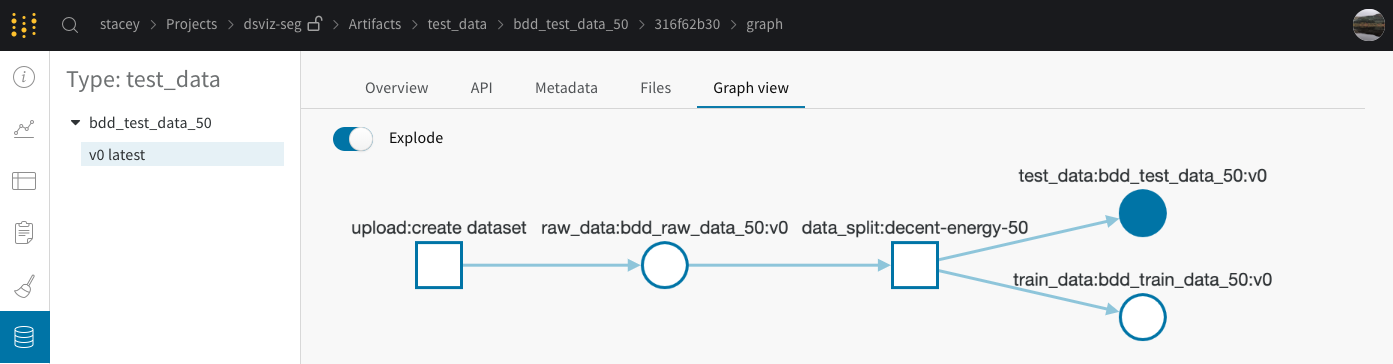 stacey > Projects > dsviz-seg > Artifacts > test_data > bdd_test_data_50 > 316f62b30 > graph
Type: test_data
bdd_test_data_50
v0 latest
Overview API Metadata Files Graph view
Explode
test_data:bdd_test_data_50:v0
upload:create dataset raw_data:bdd_raw_data_50:v0 data_split:decent-energy-50
train_data:bdd_train_data_50:v0